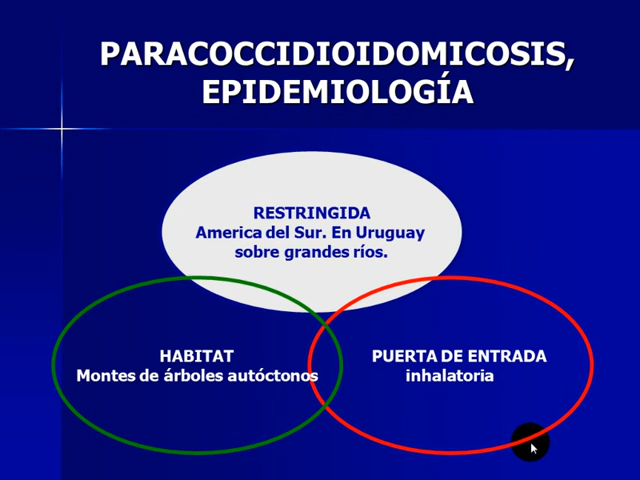 PARACOCCIDIOIDOMICOSIS,
EPIDEMIOLOGÍA
RESTRINGIDA
America del Sur. En Uruguay
sobre grandes ríos.
HABITAT
Montes de árboles autóctonos
PUERTA DE ENTRADA
inhalatoria